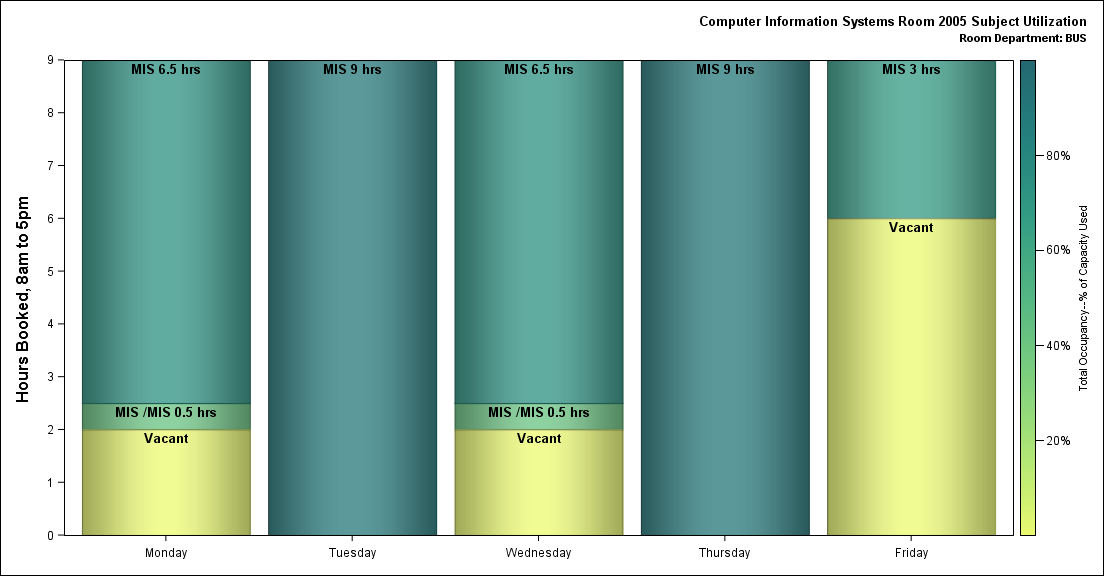 Computer Information Systems Room 2005 Subject Utilization
Room Department: BUS
Hours Booked, 8am to 5pm
9
8
7
6
5
4
3
2
1
0
MIS 6.5 hrs
MIS /MIS 0.5 hrs
Vacant
MIS 9 hrs
MIS 6.5 hrs
MIS /MIS 0.5 hrs
Vacant
MIS 9 hrs
MIS 3 hrs
Vacant
Monday
Tuesday
Wednesday
Thursday
Friday
80%
60%
40%
20%
Total Occupancy--% of Capacity Used